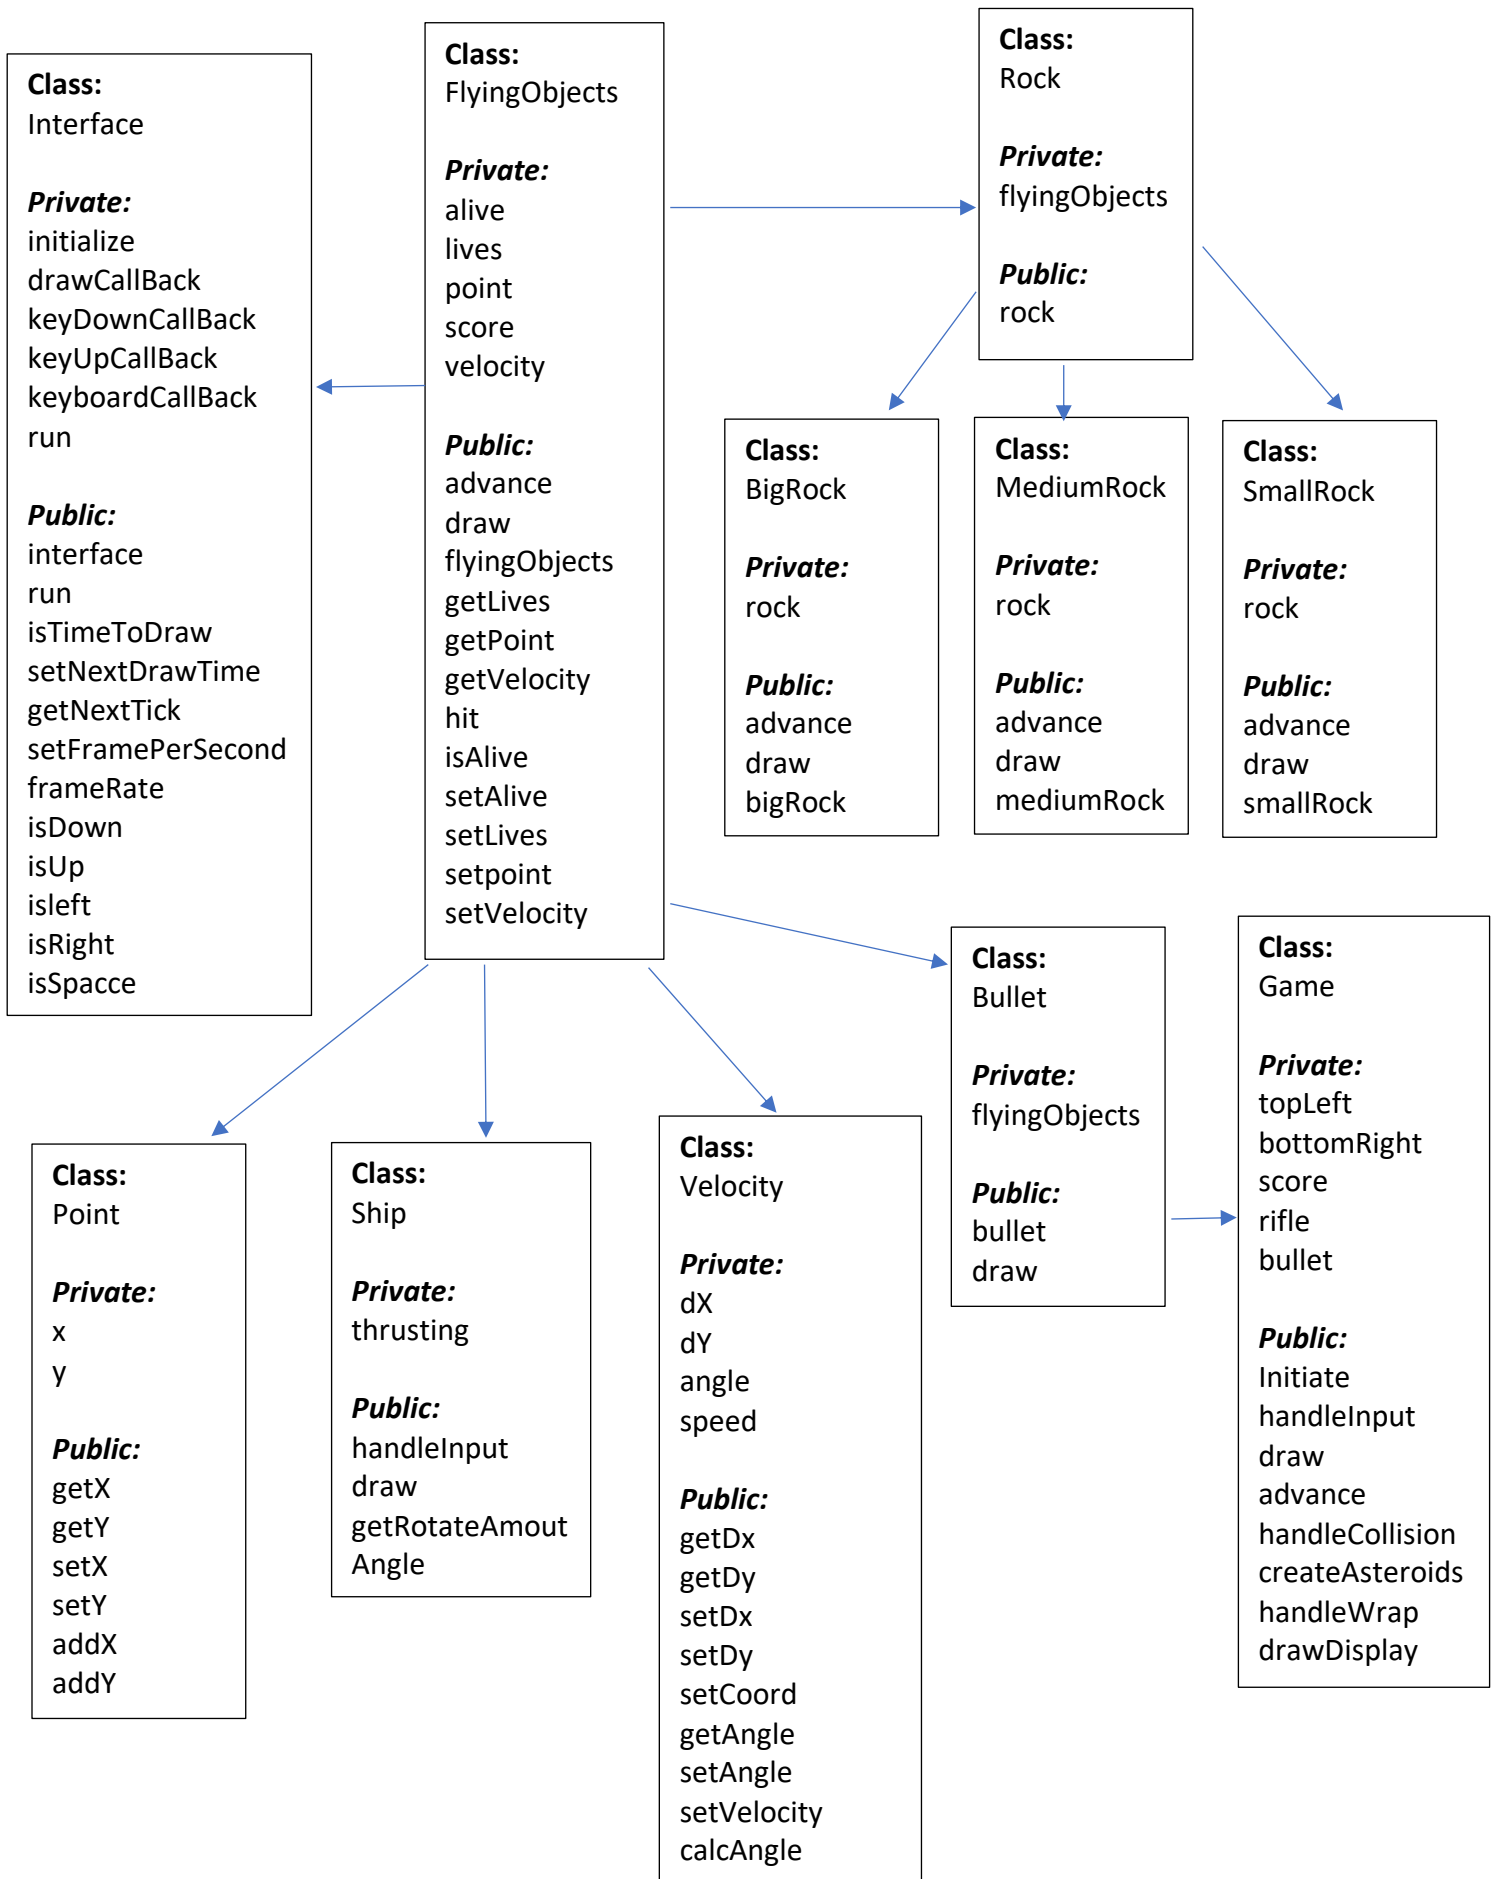 Class:
Interface
Private:
initialize
drawCallBack
keyDownCallBack
keyUpCallBack
keyboardCallBack
run
Public:
interface
run
isTimeToDraw
setNextDrawTime
getNextTick
setFramePerSecond
frameRate
isDown
isUp
isleft
isRight
isSpacce
Class:
FlyingObjects
Private:
alive
lives
point
score
velocity
Public:
advance
draw
flyingObjects
getLives
getPoint
getVelocity
hit
isAlive
setAlive
setLives
setpoint
setVelocity
Class:
Rock
Private:
flyingObjects
Public:
rock
Class:
BigRock
Private:
rock
Public:
advance
draw
bigRock
Class:
MediumRock
Private:
rock
Public:
advance
draw
mediumRock
Class:
SmallRock
Private:
rock
Public:
advance
draw
smallRock
Class:
Point
Private:
x
y
Public:
getX
getY
setX
setY
addX
addY
Class:
Ship
Private:
thrusting
Public:
handleInput
draw
getRotateAmout
Angle
Class:
Velocity
Private:
dX
dY
angle
speed
Public:
getDx
getDy
setDx
setDy
setCoord
getAngle
setAngle
setVelocity
calcAngle
Class:
Bullet
Private:
flyingObjects
Public:
bullet
draw
Class:
Game
Private:
topLeft
bottomRight
score
rifle
bullet
Public:
Initiate
handleInput
draw
advance
handleCollision
createAsteroids
handleWrap
drawDisplay